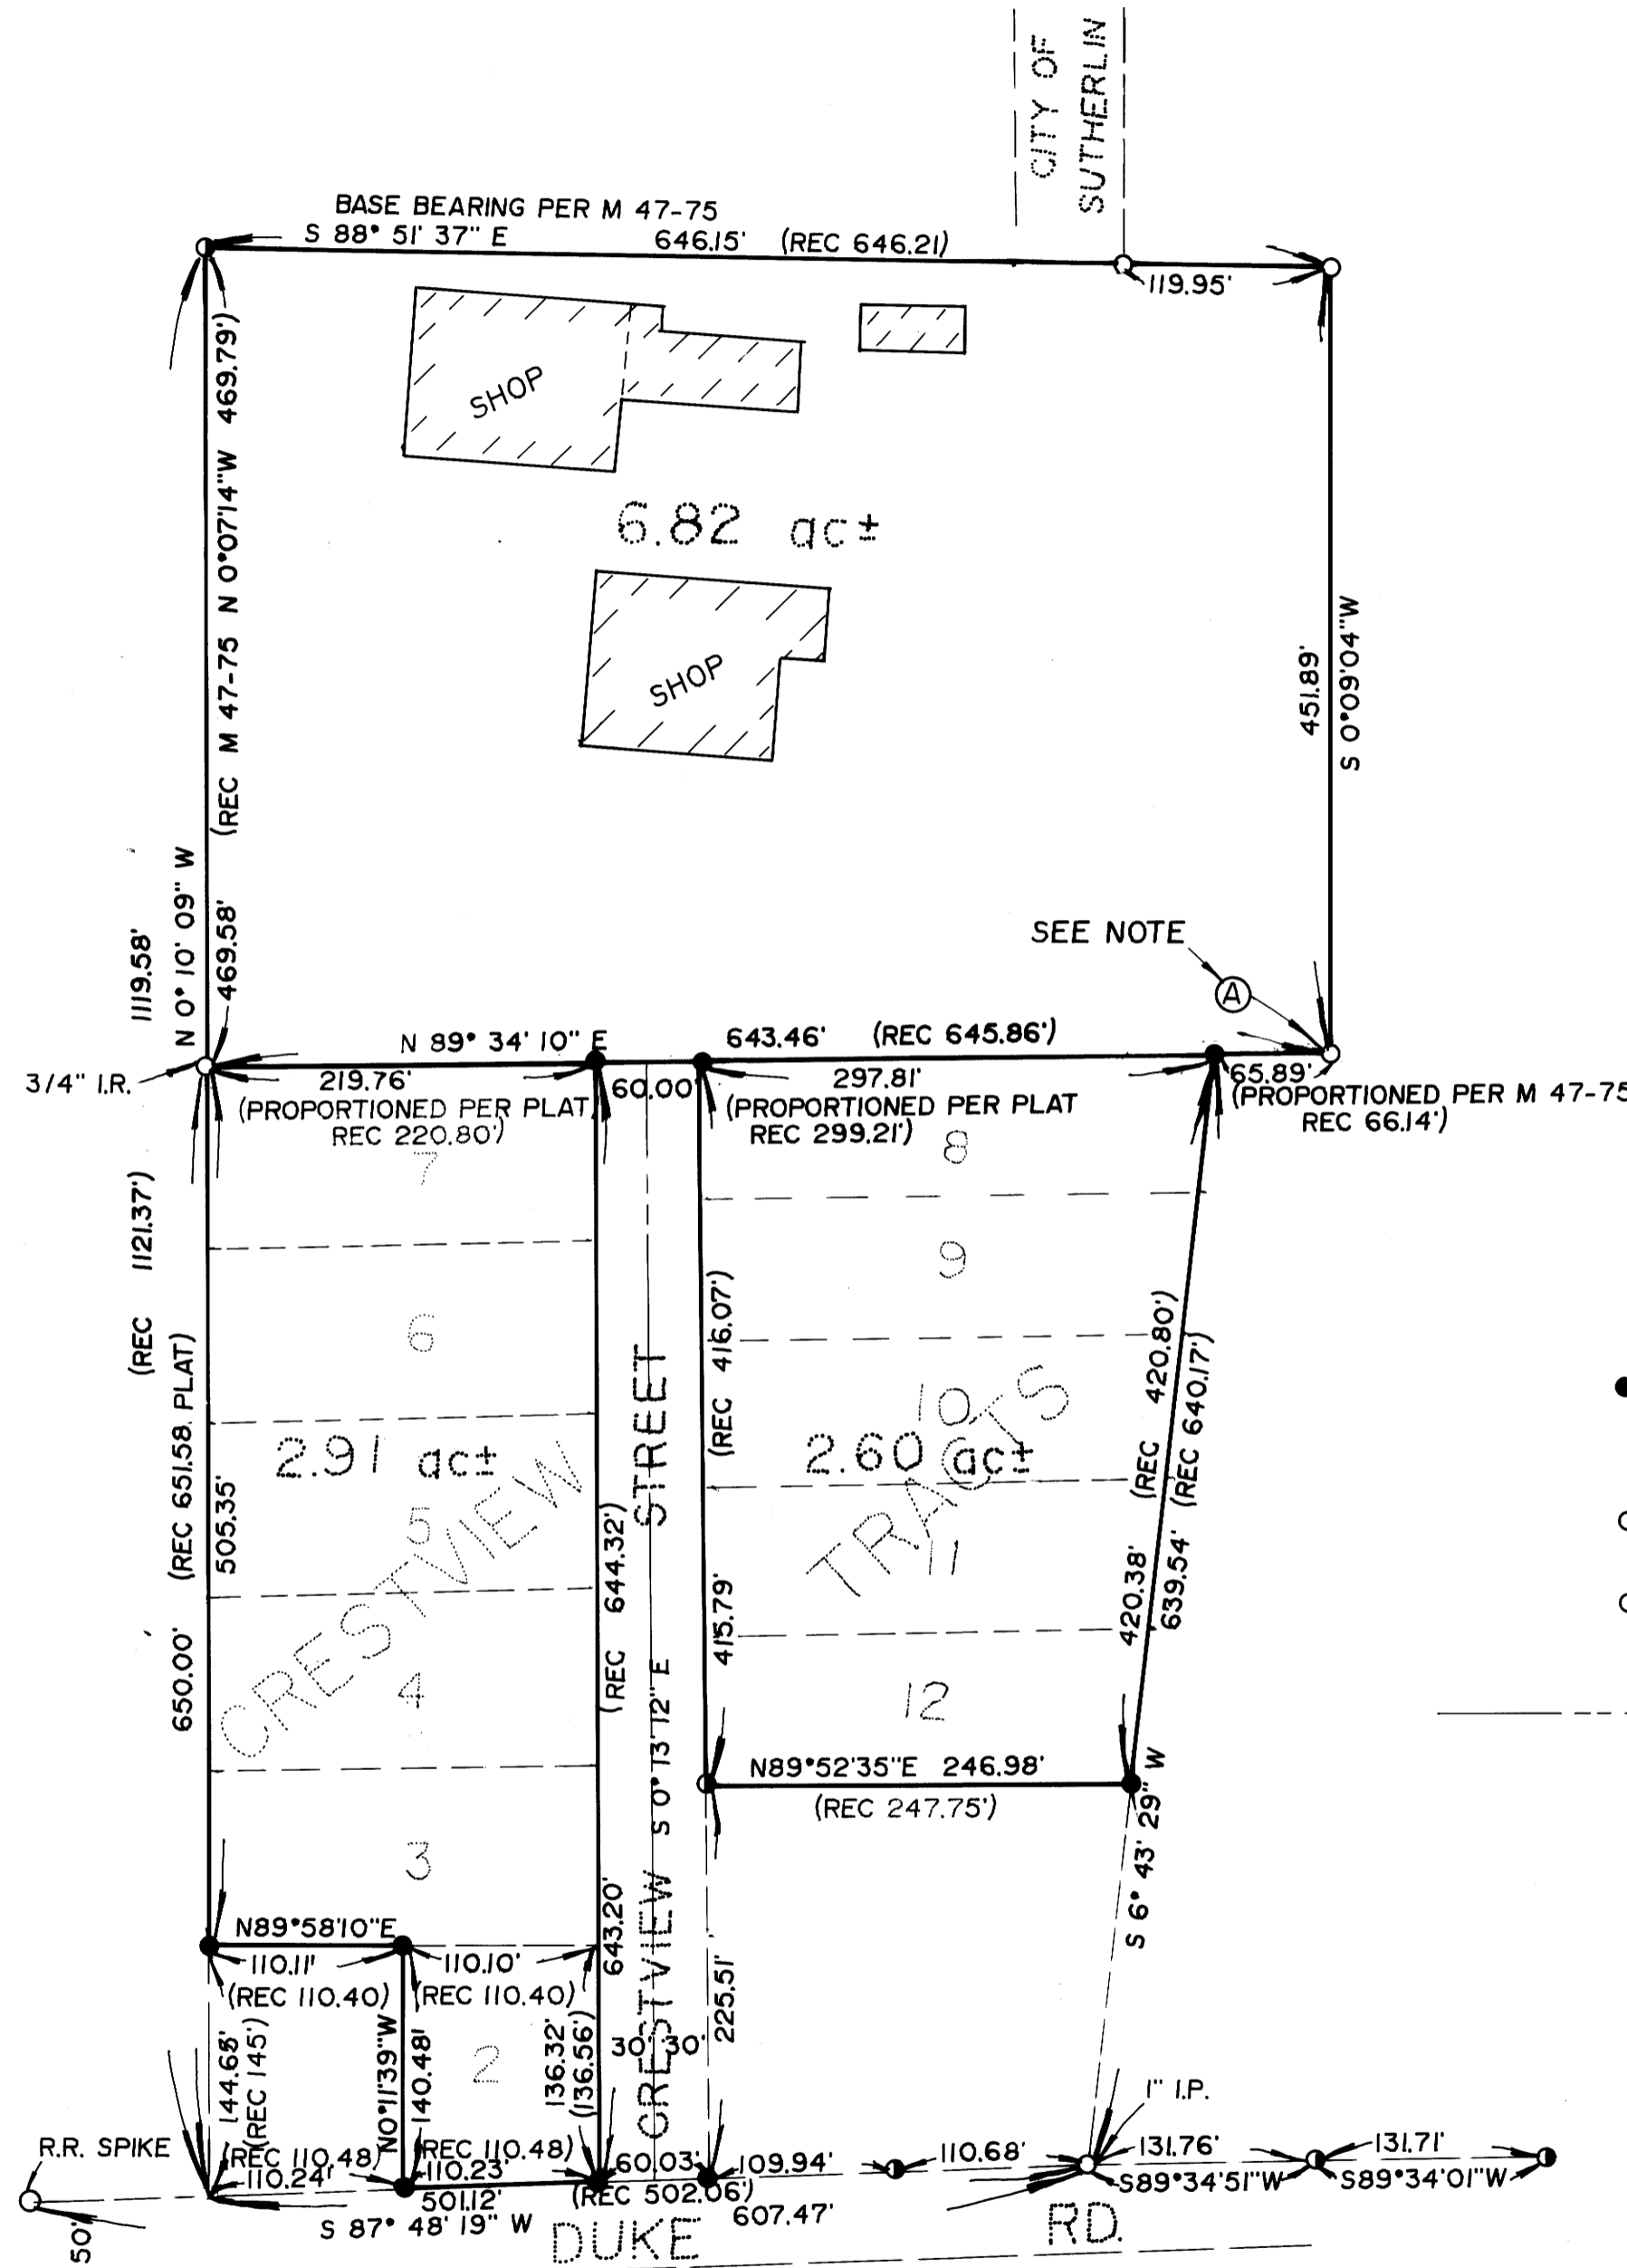 CITY OF
SUTHERLIN
BASE BEARING PER M 47-75
S 88° 51' 37" E 646.15' (REC 646.21)
119.95'
SHOP
(REC M 47-75 N 0°07'14"W 469.79')
6.82 ac±
SHOP
451.89'
S 0°09'04"W
1119.58'
N 0° 10' 09" W
469.58'
SEE NOTE
A
N 89° 34' 10" E
643.46' (REC 645.86')
3/4" I.R.
219.76'
60.00'
297.81'
65.89'
(PROPORTIONED PER PLAT
REC 220.80')
(PROPORTIONED PER PLAT
REC 299.21')
(PROPORTIONED PER M 47-75
REC 66.14')
7
8
(REC 1121.37')
9
6
(REC 416.07')
(REC 420.80')
(REC 640.17')
(REC 651.58 PLAT)
505.35'
650.00'
10
2.91 ac±
2.60 ac±
5
11
CRESTVIEW
TRACTS
(REC 644.32')
415.79'
420.38'
639.54'
4
12
CRESTVIEW STREET
S 0° 13' 12" E
N89°52'35"E 246.98'
(REC 247.75')
S 6° 43' 29" W
3
643.20'
N89°58'10"E
110.11'
110.10'
(REC 110.40)
(REC 110.40)
225.51'
144.63'
(REC 145')
N0°11'39"W
140.48'
2
136.32'
(136.56')
30' 30'
1" I.P.
R.R. SPIKE
(REC 110.48)
(REC 110.48)
110.24'
110.23'
60.03'
109.94'
110.68'
131.76'
131.71'
S89°34'51"W
S89°34'01"W
501.12'
(REC 502.06')
607.47'
S 87° 48' 19" W
50'
DUKE RD.